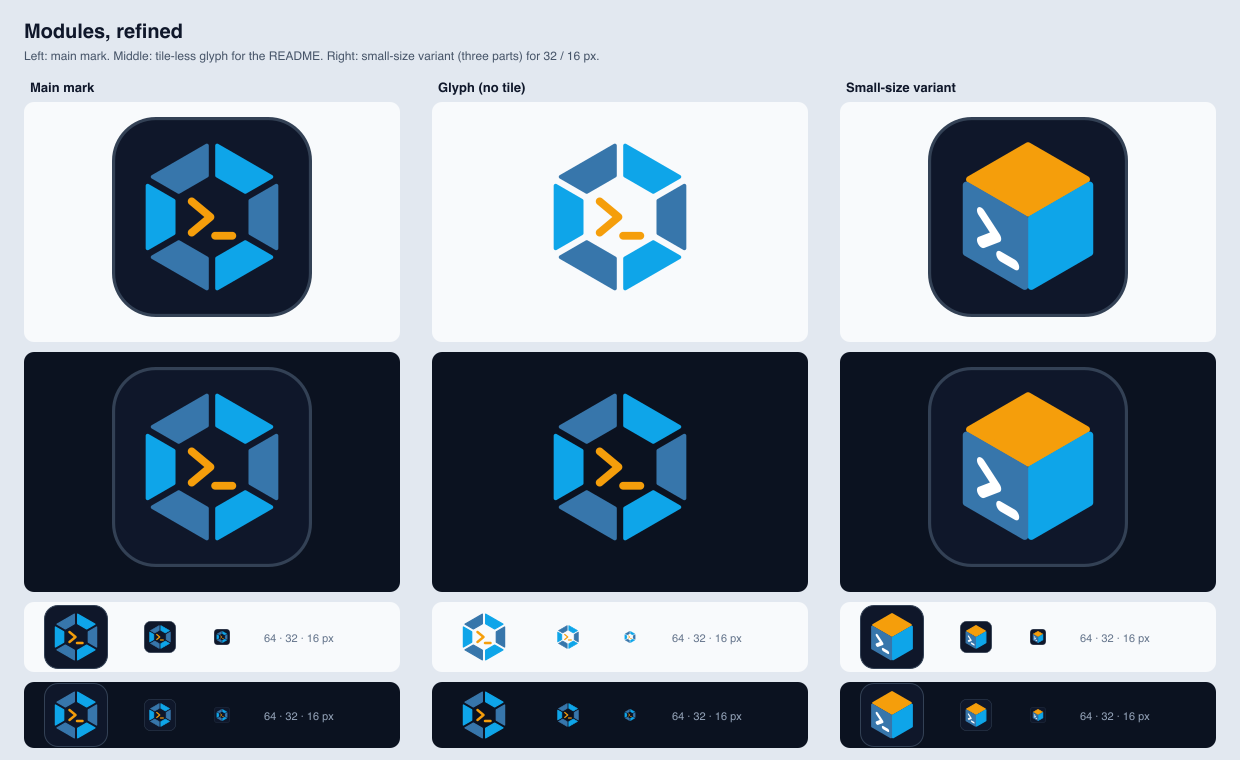 Modules, refined
Left: main mark. Middle: tile-less glyph for the README. Right: small-size variant (three parts) for 32 / 16 px.
Main mark
Glyph (no tile)
Small-size variant
64 · 32 · 16 px
64 · 32 · 16 px
64 · 32 · 16 px
64 · 32 · 16 px
64 · 32 · 16 px
64 · 32 · 16 px